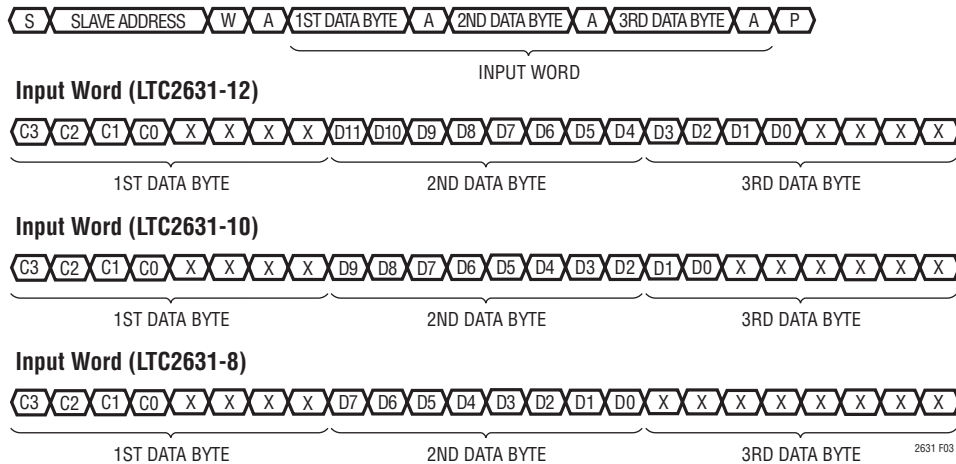 S SLAVE ADDRESS W A 1ST DATA BYTE A 2ND DATA BYTE A 3RD DATA BYTE A P
INPUT WORD
Input Word (LTC2631-12)
C3 C2 C1 C0 X X X X D11 D10 D9 D8 D7 D6 D5 D4 D3 D2 D1 D0 X X X X
1ST DATA BYTE 2ND DATA BYTE 3RD DATA BYTE
Input Word (LTC2631-10)
C3 C2 C1 C0 X X X X D9 D8 D7 D6 D5 D4 D3 D2 D1 D0 X X X X X X
1ST DATA BYTE 2ND DATA BYTE 3RD DATA BYTE
Input Word (LTC2631-8)
C3 C2 C1 C0 X X X X D7 D6 D5 D4 D3 D2 D1 D0 X X X X X X X X
1ST DATA BYTE 2ND DATA BYTE 3RD DATA BYTE 2631 F03